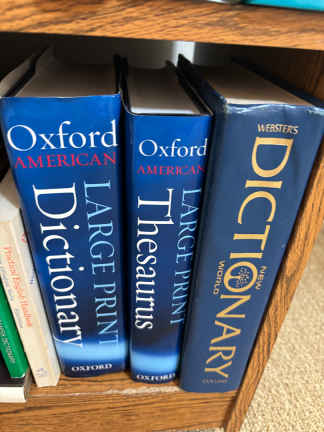 Oxford
AMERICAN
LARGE PRINT
Dictionary
OXFORD
Oxford
AMERICAN
LARGE PRINT
Thesaurus
OXFORD
WEBSTER'S
NEW
WORLD
DICTIONARY